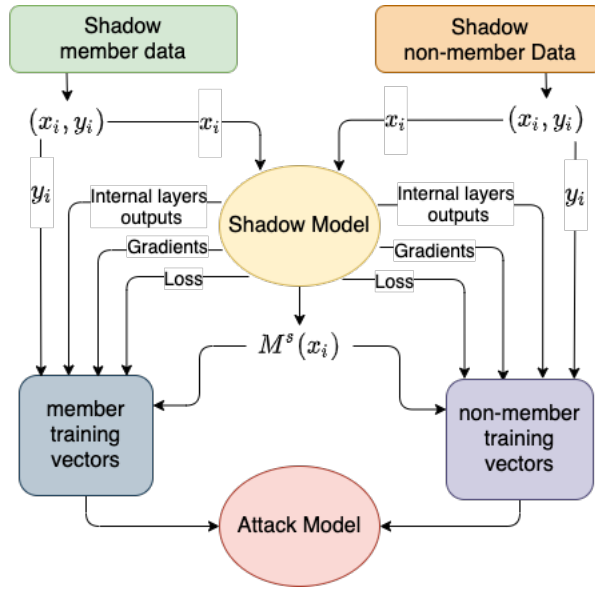 Shadow
member data
Shadow
non-member Data
(x_i, y_i)
x_i
x_i
(x_i, y_i)
y_i
y_i
Internal layers
outputs
Shadow Model
Internal layers
outputs
Gradients
Gradients
Loss
Loss
M^s(x_i)
member
training
vectors
non-member
training
vectors
Attack Model